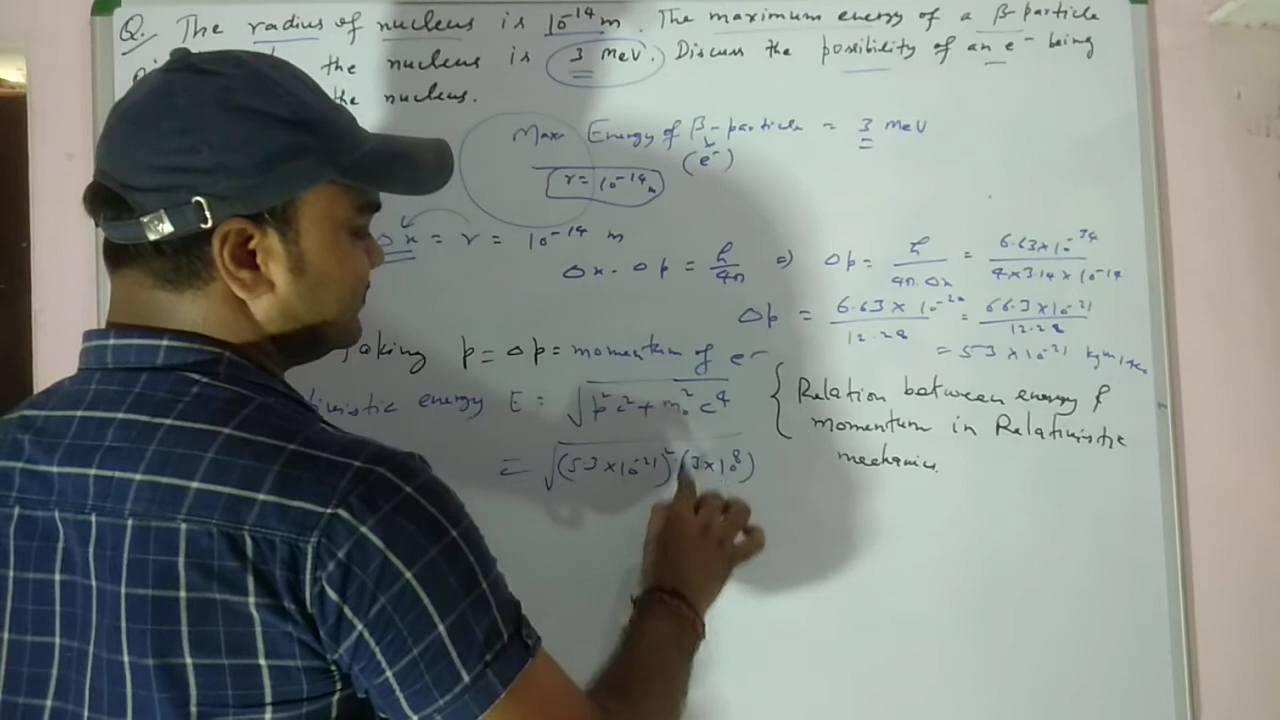 Q. The radius of nucleus is 10⁻¹⁴ m. The maximum energy of a β-particle
the nucleus is 3 MeV. Discuss the possibility of an e⁻ being
the nucleus.
Max Energy of β-particle = 3 MeV
(e⁻)
r = 10⁻¹⁴ m
Δx = r = 10⁻¹⁴ m
Δx · Δp = h/4π ⇒ Δp = h/4π·Δx = 6.63×10⁻³⁴/4×3.14×10⁻¹⁴
Δp = 6.63×10⁻²⁰/12.28 = 66.3×10⁻²¹/12.28
= 5.3×10⁻²¹ kg m/sec
Taking p = Δp = momentum of e⁻
energy E = √p²c² + m₀²c⁴
{ Relation between energy &
momentum in Relativistic
mechanics.
= √(5.3×10⁻²¹)² (3×10⁸)